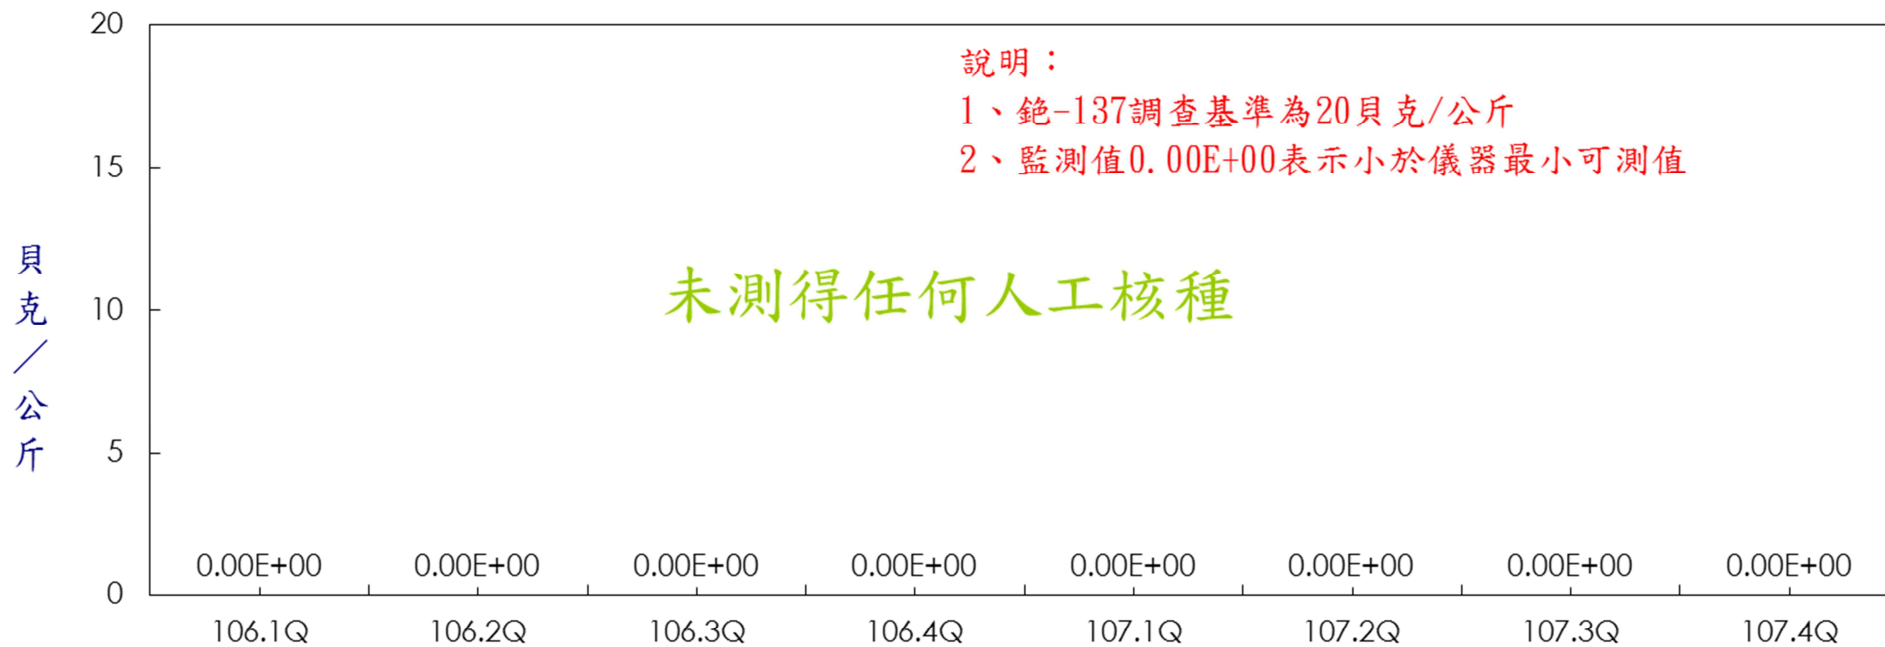 20
15
10
5
0
貝克／公斤
說明：
1、銫-137調查基準為20貝克/公斤
2、監測值0.00E+00表示小於儀器最小可測值
未測得任何人工核種
0.00E+00 0.00E+00 0.00E+00 0.00E+00 0.00E+00 0.00E+00 0.00E+00 0.00E+00
106.1Q 106.2Q 106.3Q 106.4Q 107.1Q 107.2Q 107.3Q 107.4Q